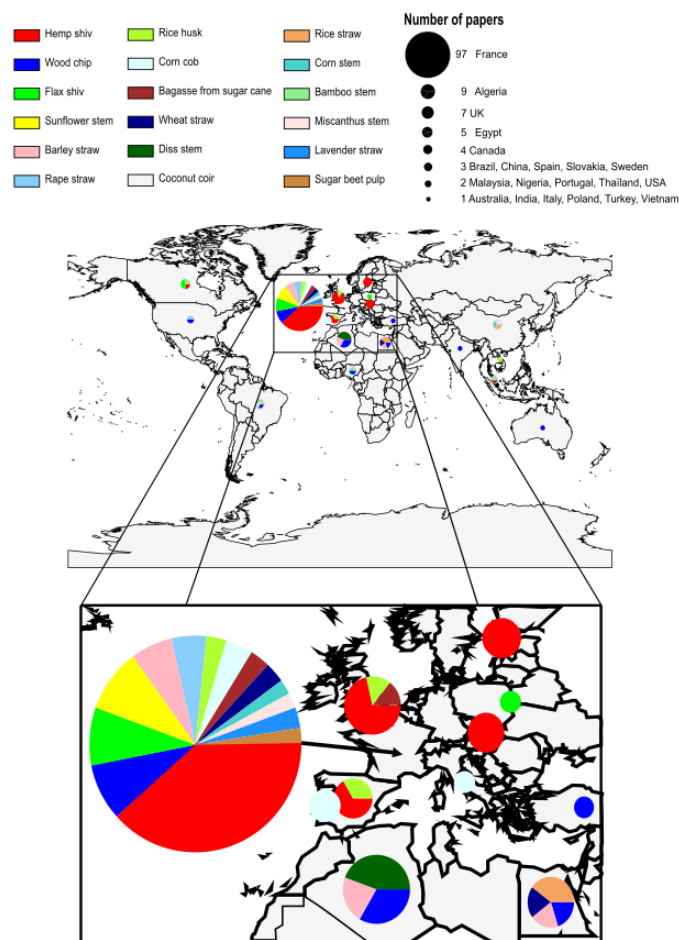 Number of papers
Hemp shiv
Rice husk
Rice straw
Wood chip
Corn cob
Corn stem
97 France
Flax shiv
Bagasse from sugar cane
Bamboo stem
9 Algeria
Sunflower stem
Wheat straw
Miscanthus stem
7 UK
5 Egypt
Barley straw
Diss stem
Lavender straw
4 Canada
3 Brazil, China, Spain, Slovakia, Sweden
Rape straw
Coconut coir
Sugar beet pulp
2 Malaysia, Nigeria, Portugal, Thaïland, USA
1 Australia, India, Italy, Poland, Turkey, Vietnam